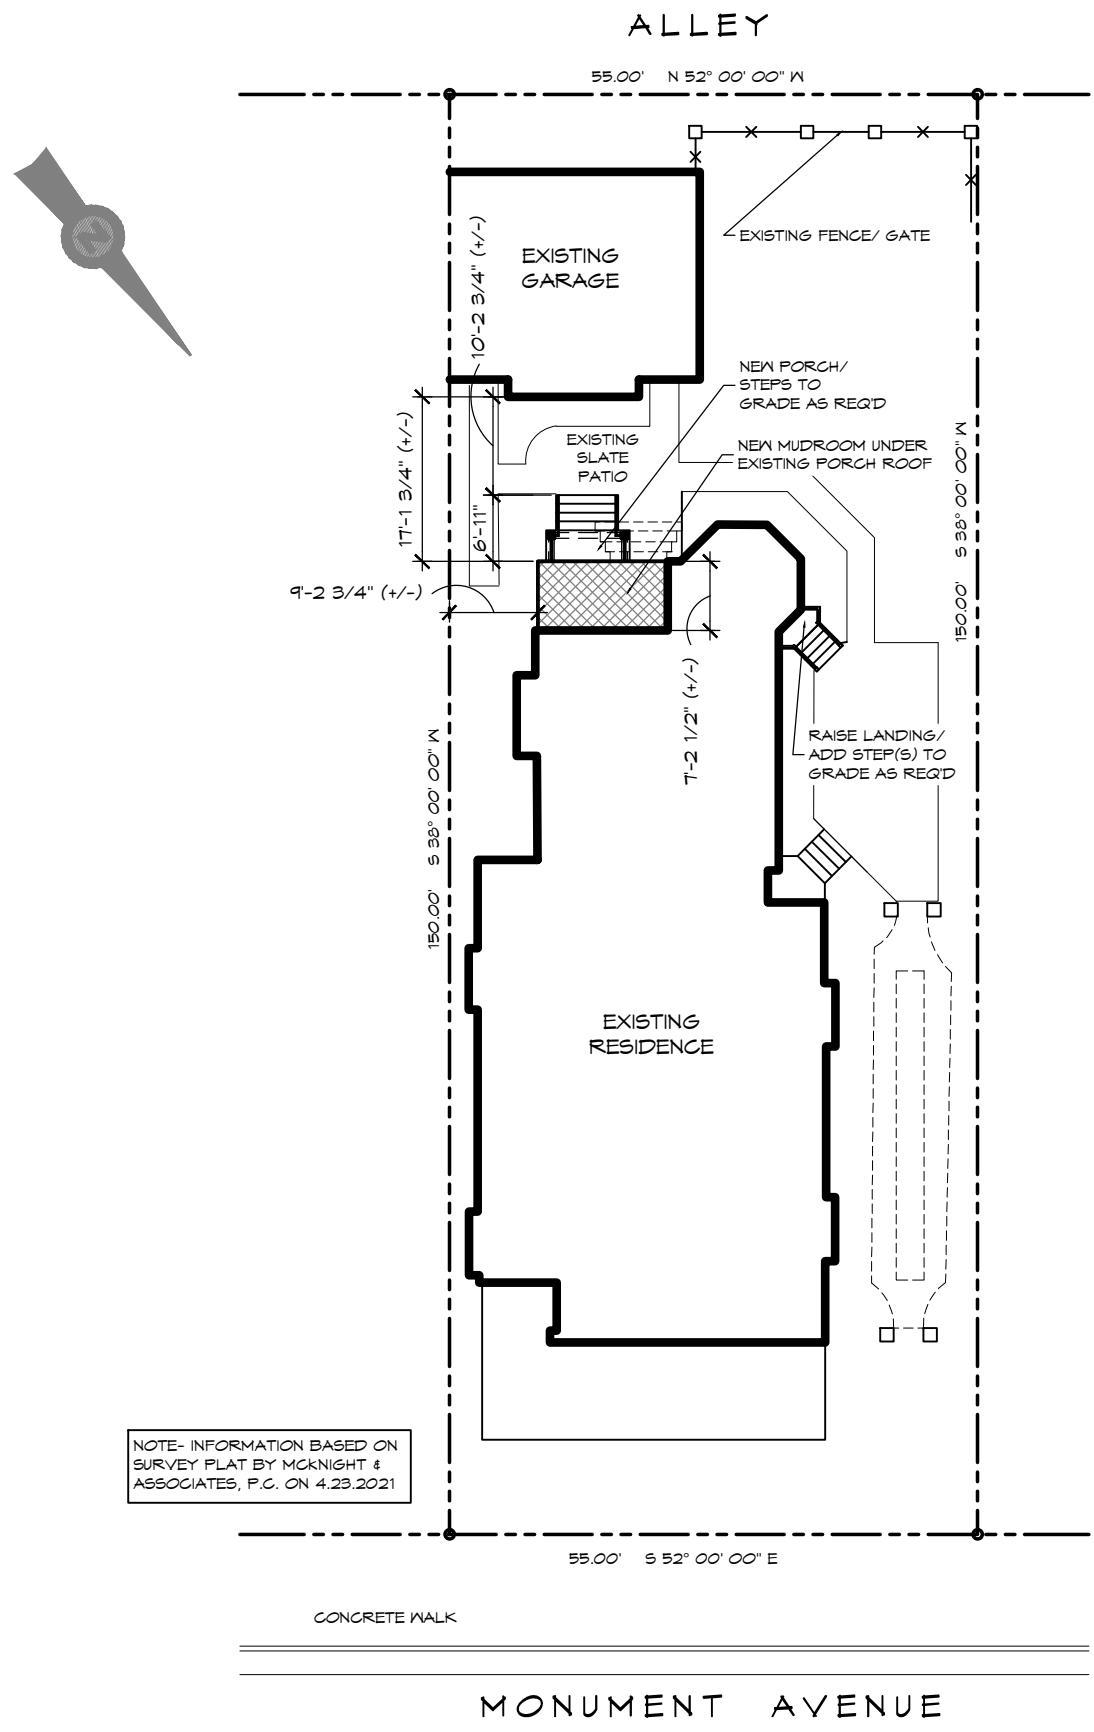 ALLEY
55.00' N 52° 00' 00" W
N
EXISTING FENCE/ GATE
EXISTING
GARAGE
10'-2 3/4" (+/-)
NEW PORCH/
STEPS TO
GRADE AS REQ'D
17'-1 3/4" (+/-)
EXISTING
SLATE
PATIO
NEW MUDROOM UNDER
EXISTING PORCH ROOF
6'-11"
150.00' S 38° 00' 00" W
9'-2 3/4" (+/-)
7'-2 1/2" (+/-)
RAISE LANDING/
ADD STEP(S) TO
GRADE AS REQ'D
150.00' S 38° 00' 00" W
EXISTING
RESIDENCE
NOTE- INFORMATION BASED ON
SURVEY PLAT BY MCKNIGHT &
ASSOCIATES, P.C. ON 4.23.2021
55.00' S 52° 00' 00" E
CONCRETE WALK
MONUMENT AVENUE